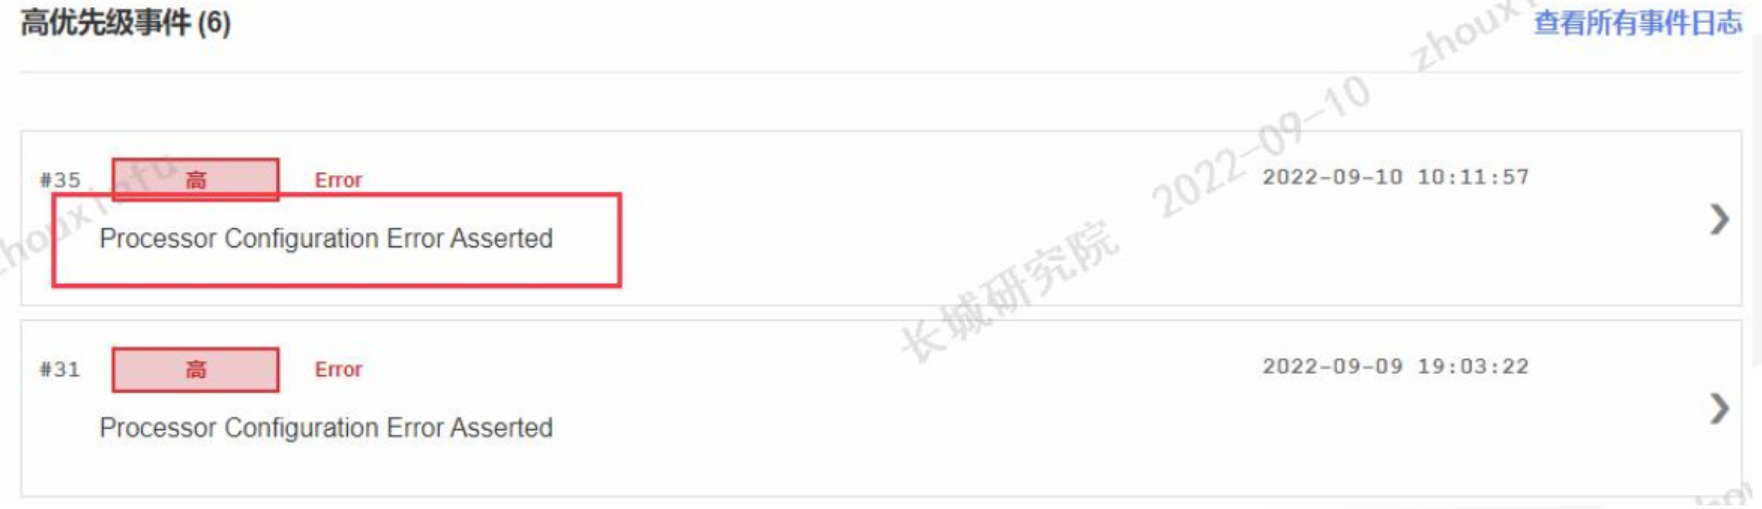 高优先级事件 (6)
查看所有事件日志
#35 高 Error 2022-09-10 10:11:57
Processor Configuration Error Asserted
#31 高 Error 2022-09-09 19:03:22
Processor Configuration Error Asserted
长城研究院 2022-09-10
zhouxinfu